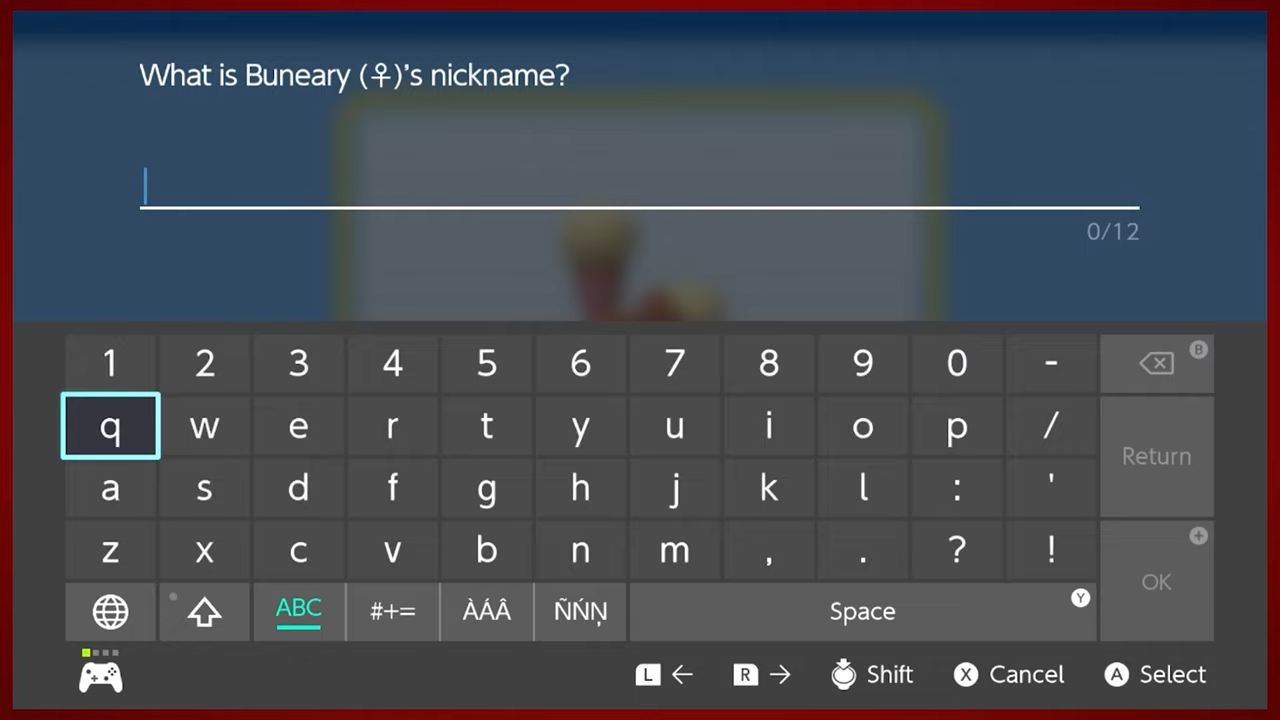 What is Buneary (♀)'s nickname?
0/12
1 2 3 4 5 6 7 8 9 0 -
B
q w e r t y u i o p /
Return
a s d f g h j k l : '
z x c v b n m , . ? !
+
OK
ABC #+= ÀÁÂ ÑŃŅ Space Y
L ← R → Shift X Cancel A Select